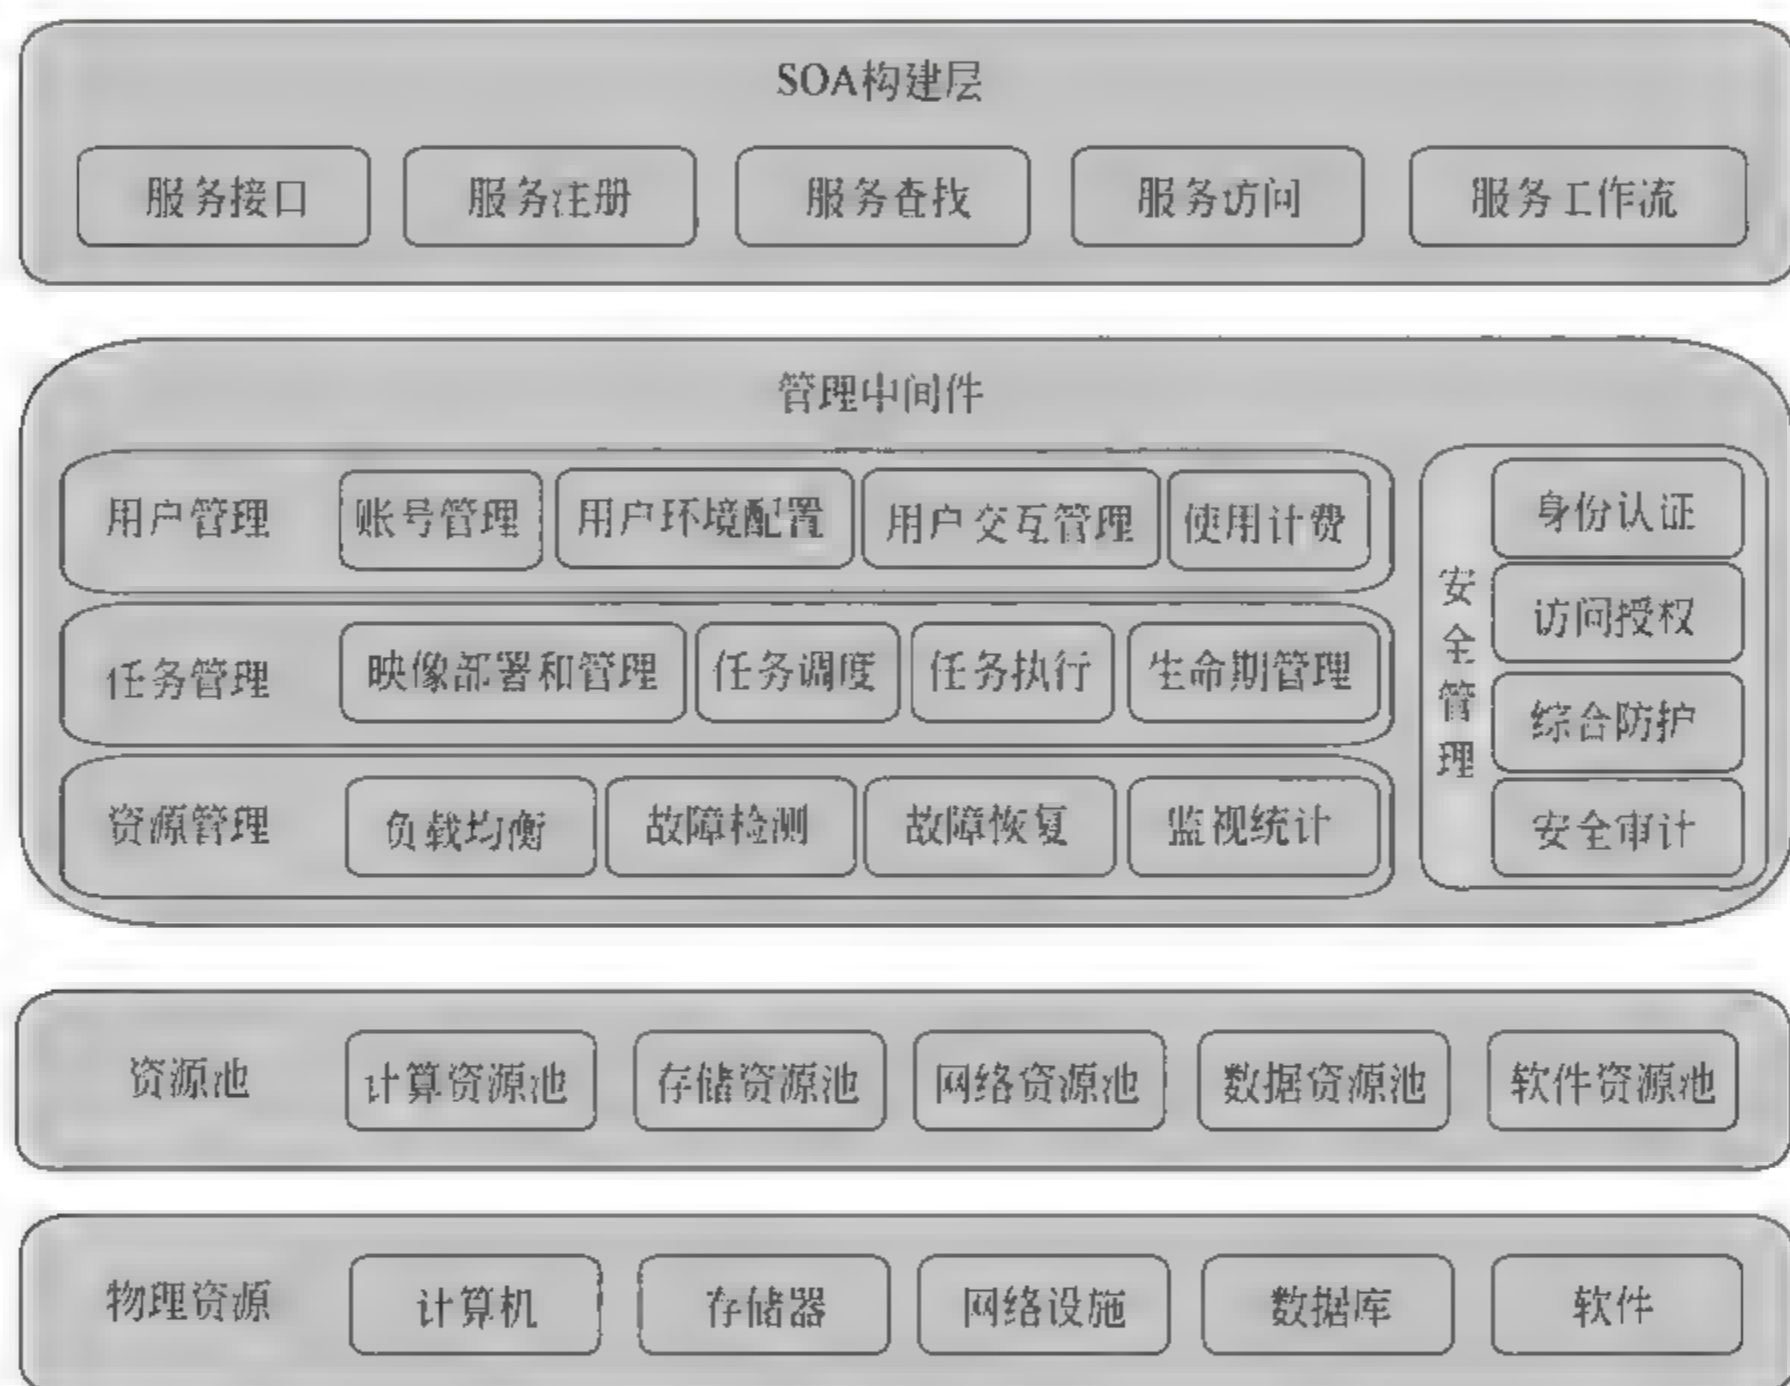 SOA构建层
服务接口 服务注册 服务查找 服务访问 服务工作流
管理中间件
用户管理 账号管理 用户环境配置 用户交互管理 使用计费
任务管理 映像部署和管理 任务调度 任务执行 生命期管理
资源管理 负载均衡 故障检测 故障恢复 监视统计
安全管理
身份认证
访问授权
综合防护
安全审计
资源池 计算资源池 存储资源池 网络资源池 数据资源池 软件资源池
物理资源 计算机 存储器 网络设施 数据库 软件